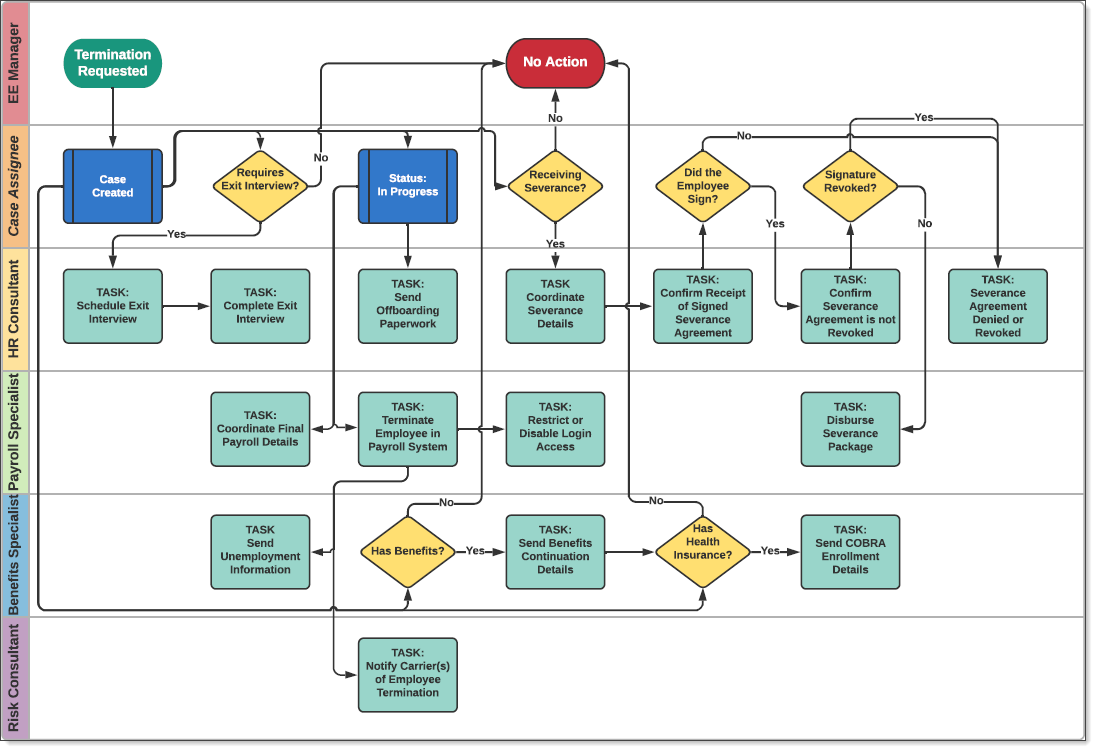 EE Manager
Termination
Requested
No Action
Case Assignee
Case
Created
Requires
Exit Interview?
No
Yes
Status:
In Progress
No
Receiving
Severance?
Yes
Did the
Employee
Sign?
No
Yes
Signature
Revoked?
Yes
No
HR Consultant
TASK:
Schedule Exit
Interview
TASK:
Complete Exit
Interview
TASK:
Send
Offboarding
Paperwork
TASK
Coordinate
Severance
Details
TASK:
Confirm Receipt
of Signed
Severance
Agreement
TASK:
Confirm
Severance
Agreement is not
Revoked
TASK:
Severance
Agreement
Denied or
Revoked
Payroll Specialist
TASK:
Coordinate Final
Payroll Details
TASK:
Terminate
Employee in
Payroll System
TASK:
Restrict or
Disable Login
Access
TASK:
Disburse
Severance
Package
Benefits Specialist
TASK
Send
Unemployment
Information
Has Benefits?
No
Yes
TASK:
Send Benefits
Continuation
Details
Has
Health
Insurance?
No
Yes
TASK:
Send COBRA
Enrollment
Details
Risk Consultant
TASK:
Notify Carrier(s)
of Employee
Termination